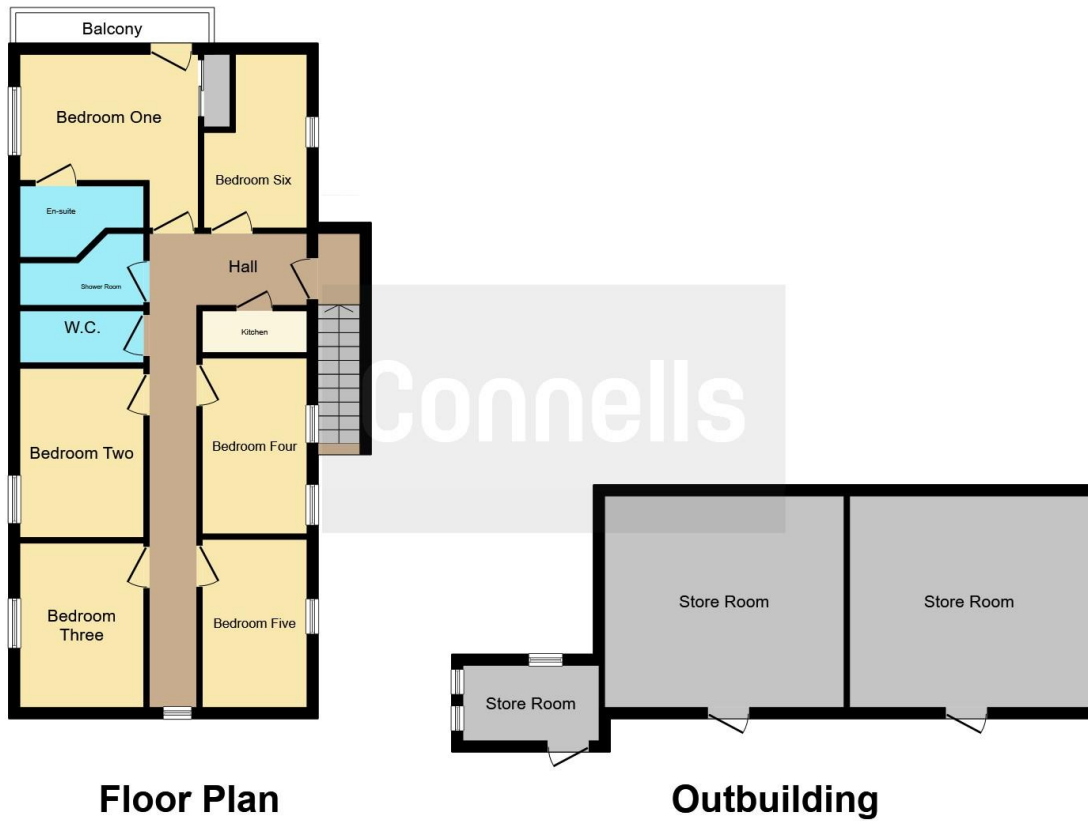 Balcony
Bedroom One
Bedroom Six
En-suite
Hall
Shower Room
W.C.
Kitchen
Connells
Bedroom Two
Bedroom Four
Bedroom
Three
Bedroom Five
Store Room
Store Room
Store Room
Floor Plan
Outbuilding